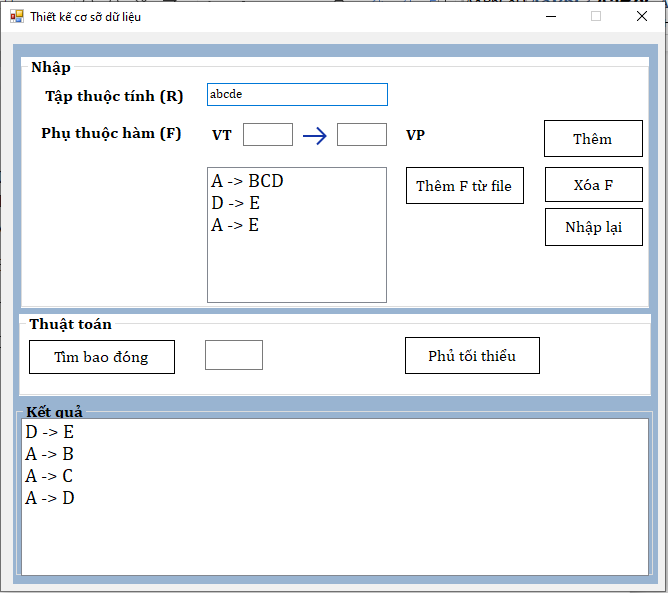 Thiết kế cơ sỡ dữ liệu
Nhập
Tập thuộc tính (R) abcde
Phụ thuộc hàm (F) VT → VP Thêm
A -> BCD
D -> E
A -> E
Thêm F từ file
Xóa F
Nhập lại
Thuật toán
Tìm bao đóng Phủ tối thiểu
Kết quả
D -> E
A -> B
A -> C
A -> D